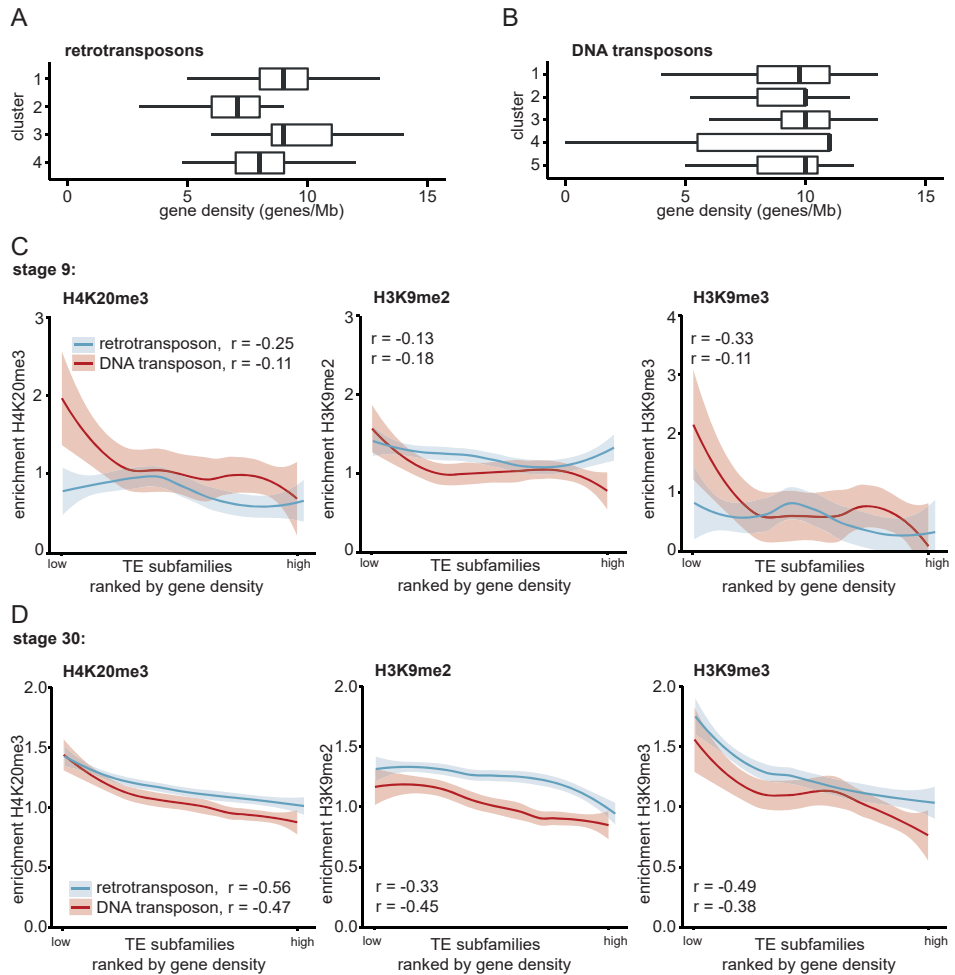 A
retrotransposons
cluster
1
2
3
4
0 5 10 15
gene density (genes/Mb)
B
DNA transposons
cluster
1
2
3
4
5
0 5 10 15
gene density (genes/Mb)
C
stage 9:
H4K20me3
enrichment H4K20me3
3
2
1
0
retrotransposon, r = -0.25
DNA transposon, r = -0.11
low high
TE subfamilies
ranked by gene density
H3K9me2
enrichment H3K9me2
3
2
1
0
r = -0.13
r = -0.18
low high
TE subfamilies
ranked by gene density
H3K9me3
enrichment H3K9me3
4
3
2
1
0
r = -0.33
r = -0.11
low high
TE subfamilies
ranked by gene density
D
stage 30:
H4K20me3
enrichment H4K20me3
2.0
1.5
1.0
0.5
0.0
retrotransposon, r = -0.56
DNA transposon, r = -0.47
low high
TE subfamilies
ranked by gene density
H3K9me2
enrichment H3K9me2
2.0
1.5
1.0
0.5
0.0
r = -0.33
r = -0.45
low high
TE subfamilies
ranked by gene density
H3K9me3
enrichment H3K9me3
2.0
1.5
1.0
0.5
0.0
r = -0.49
r = -0.38
low high
TE subfamilies
ranked by gene density